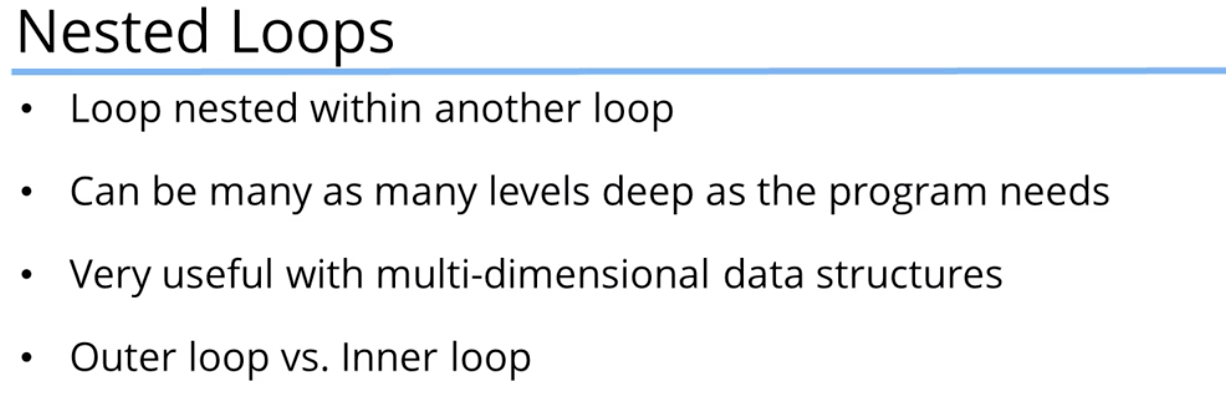 Nested Loops
• Loop nested within another loop
• Can be many as many levels deep as the program needs
• Very useful with multi-dimensional data structures
• Outer loop vs. Inner loop